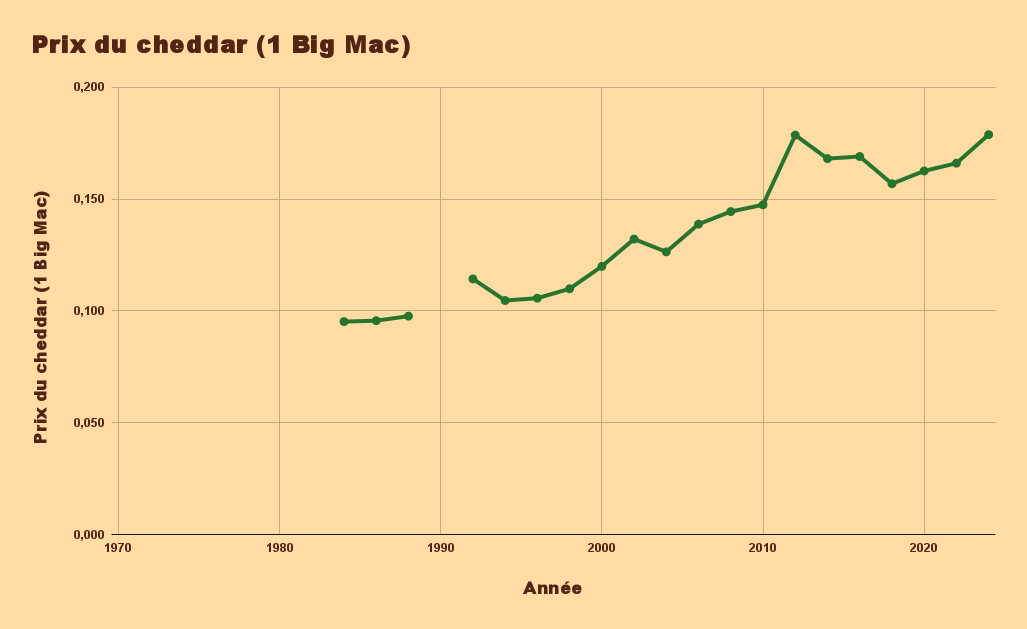 Prix du cheddar (1 Big Mac)
Prix du cheddar (1 Big Mac)
0,200
0,150
0,100
0,050
0,000
1970 1980 1990 2000 2010 2020
Année